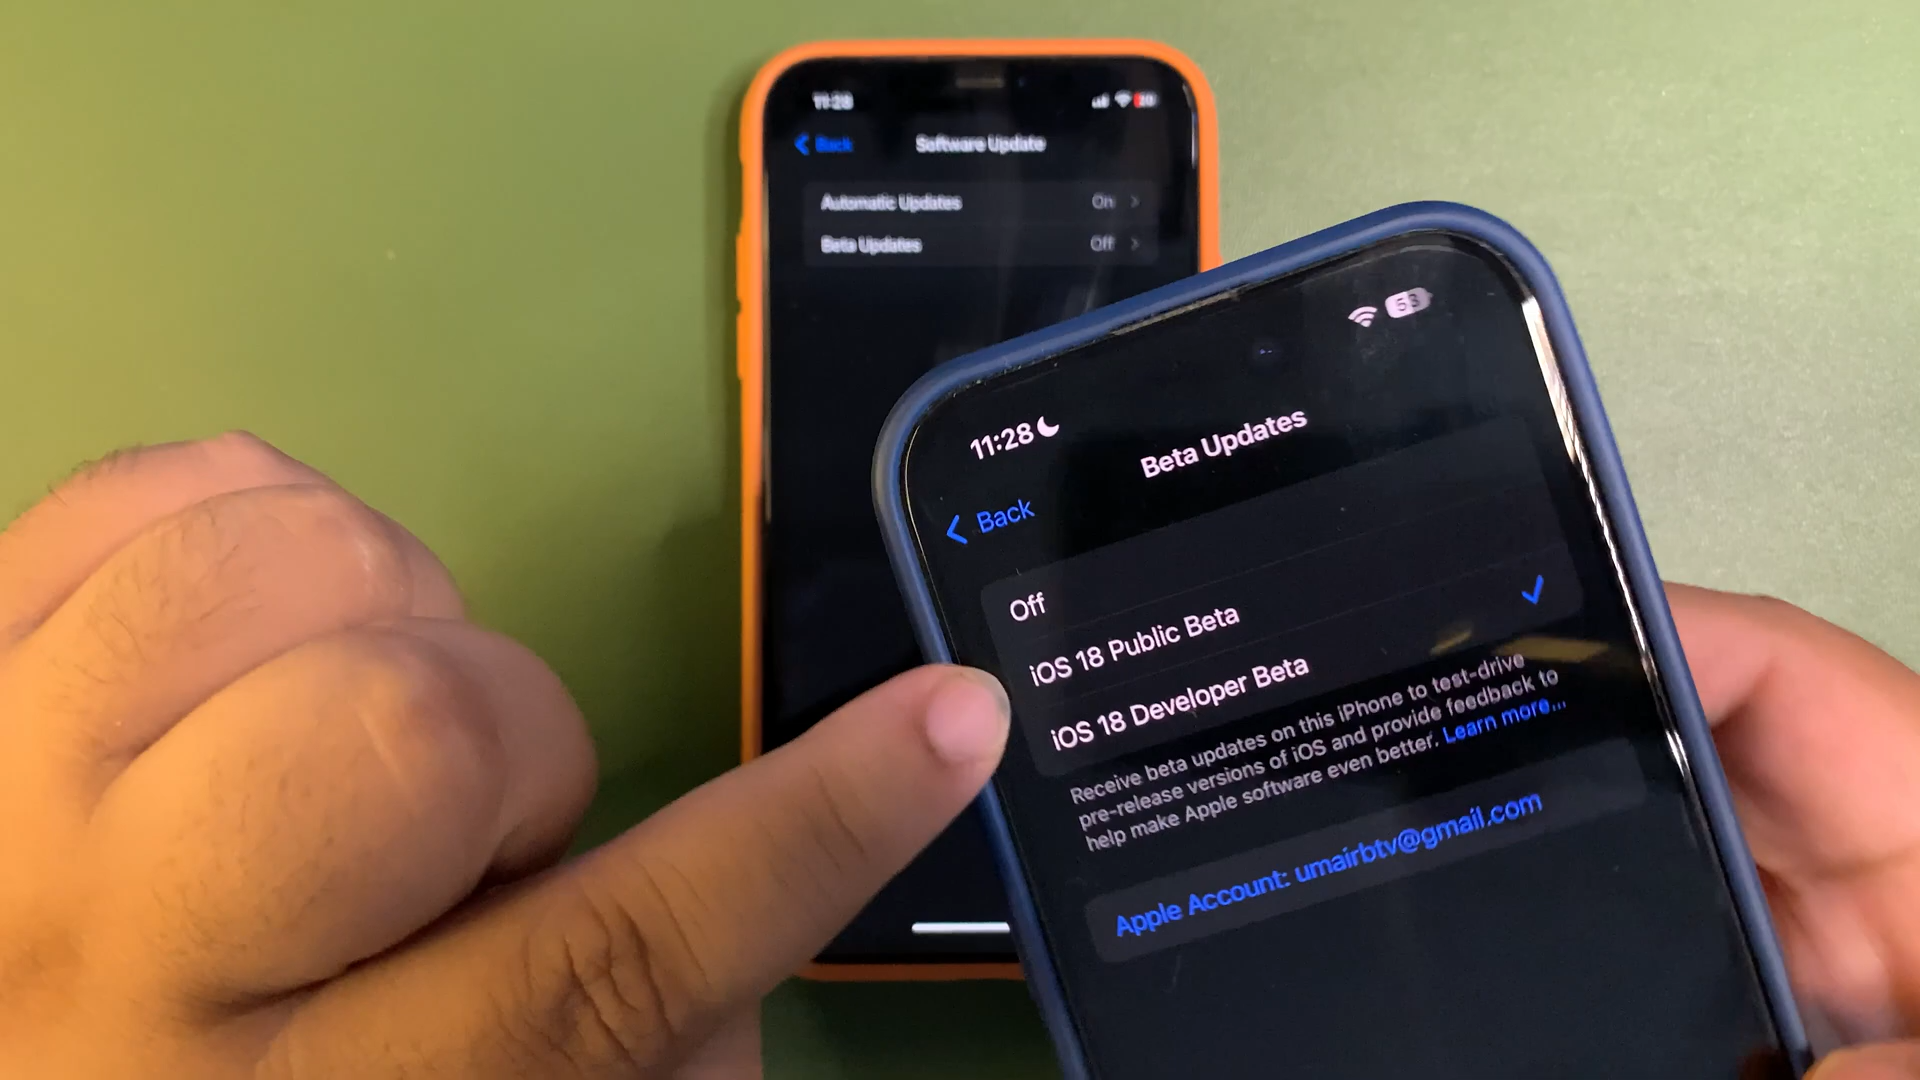 11:28
Back
Software Update
Automatic Updates On
Beta Updates Off
53
11:28
Beta Updates
Back
Off
iOS 18 Public Beta
iOS 18 Developer Beta
Receive beta updates on this iPhone to test-drive
pre-release versions of iOS and provide feedback to
help make Apple software even better. Learn more...
Apple Account: umairbtv@gmail.com